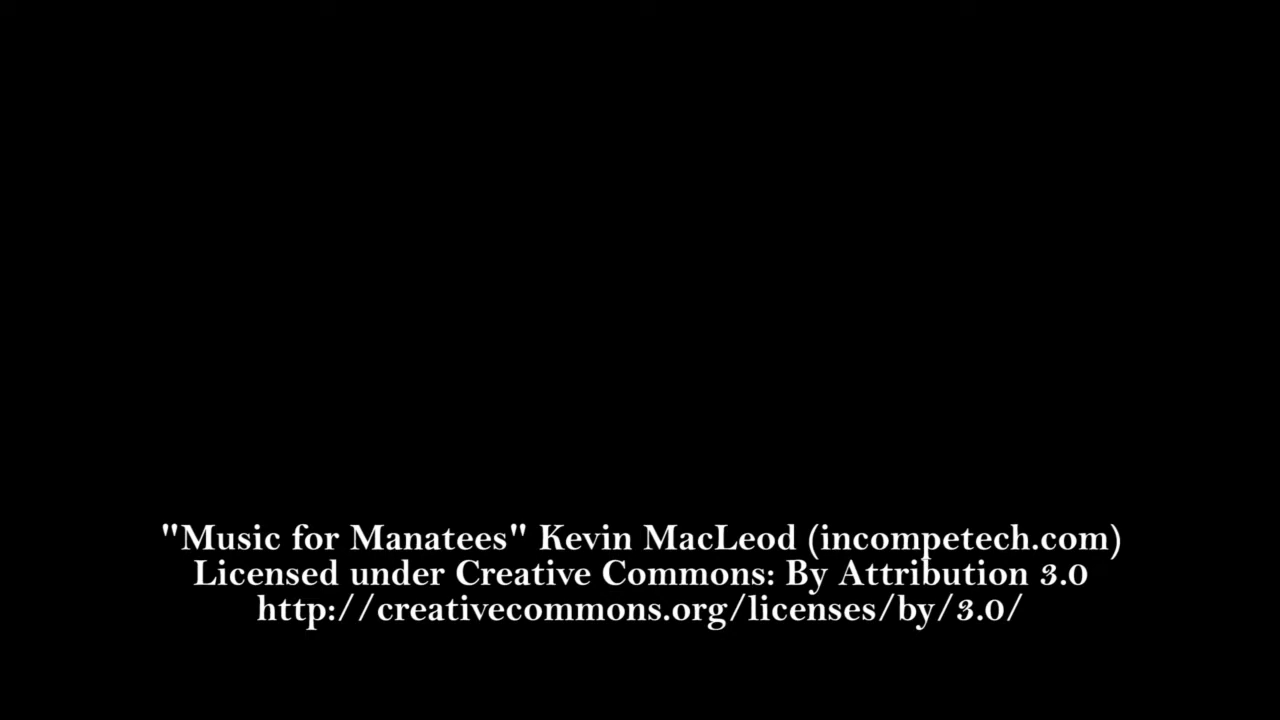 "Music for Manatees" Kevin MacLeod (incompetech.com)
Licensed under Creative Commons: By Attribution 3.0
http://creativecommons.org/licenses/by/3.0/